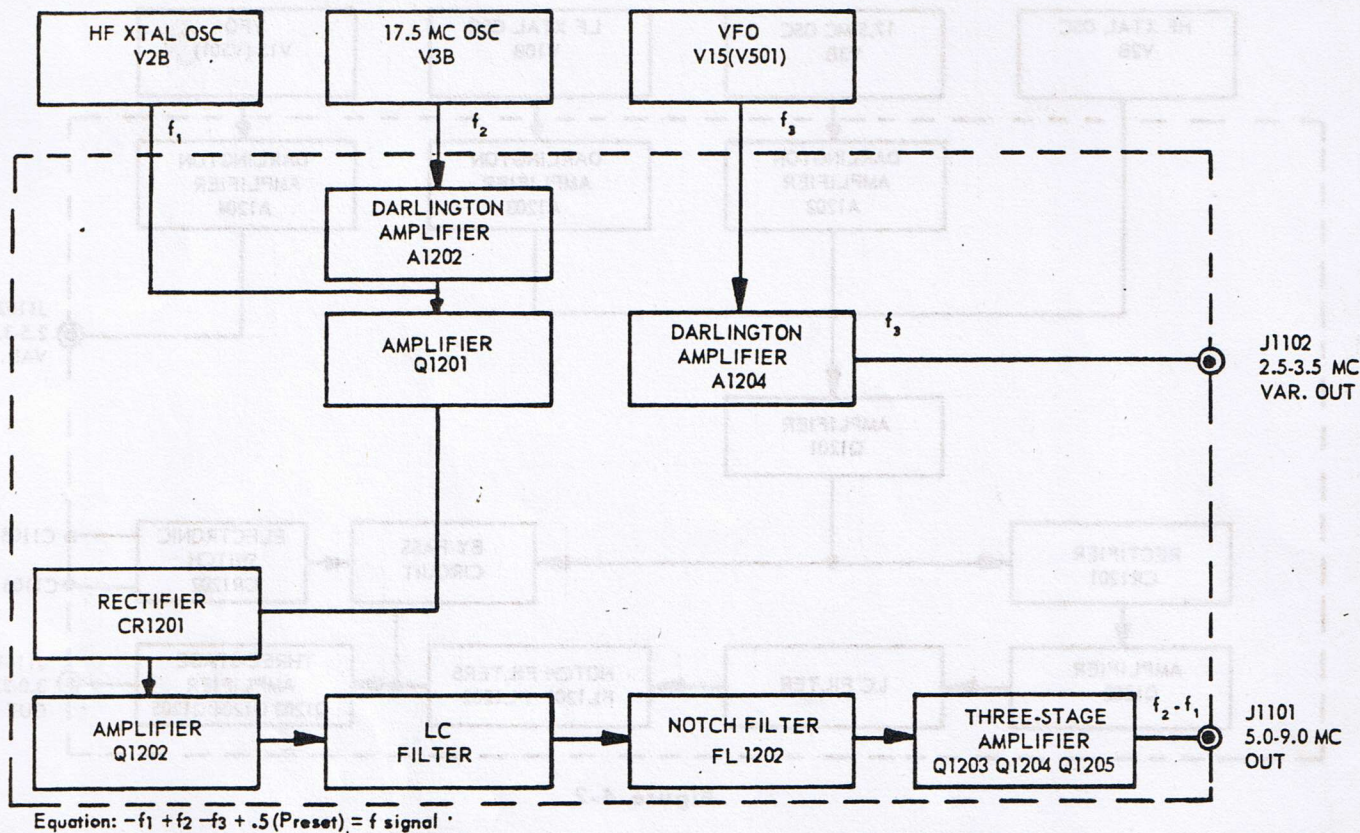 HF XTAL OSC
V2B
17.5 MC OSC
V3B
VFO
V15(V501)
f₁
f₂
f₃
DARLINGTON
AMPLIFIER
A1202
AMPLIFIER
Q1201
DARLINGTON
AMPLIFIER
A1204
f₃
J1102
2.5-3.5 MC
VAR. OUT
RECTIFIER
CR1201
AMPLIFIER
Q1202
LC
FILTER
NOTCH FILTER
FL1202
THREE-STAGE
AMPLIFIER
Q1203 Q1204 Q1205
f₂-f₁
J1101
5.0-9.0 MC
OUT
Equation: -f₁ +f₂ -f₃ + .5(Preset) = f signal